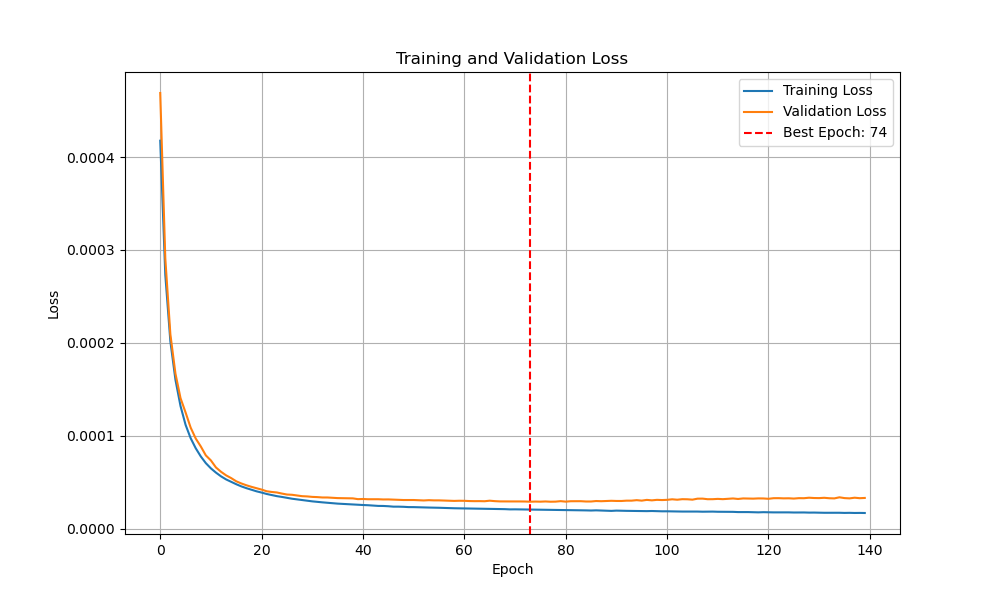 Training and Validation Loss
Training Loss
Validation Loss
Best Epoch: 74
0.0004
0.0003
0.0002
0.0001
0.0000
Loss
0 20 40 60 80 100 120 140
Epoch